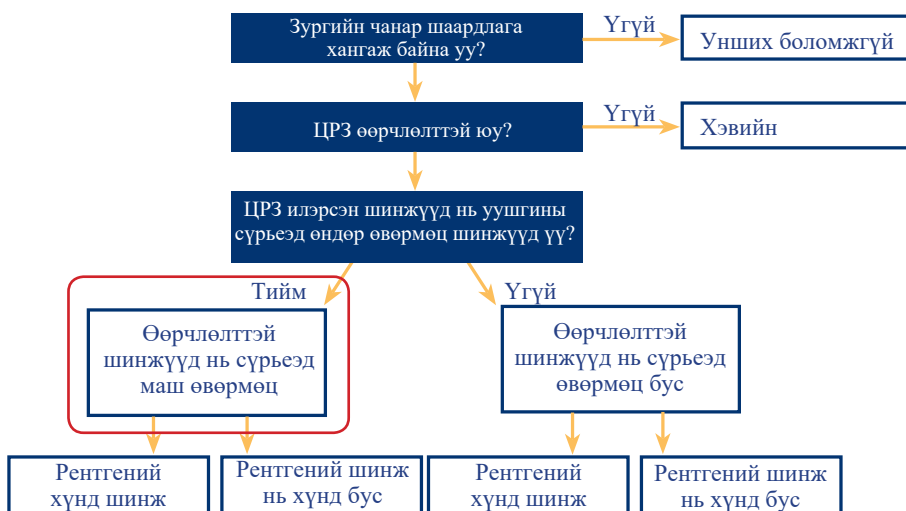 Зургийн чанар шаардлага
хангаж байна уу?
Үгүй
Унших боломжгүй
ЦРЗ өөрчлөлттэй юу?
Үгүй
Хэвийн
ЦРЗ илэрсэн шинжүүд нь уушгины
сүрьеэд өндөр өвөрмөц шинжүүд үү?
Тийм
Үгүй
Өөрчлөлттэй
шинжүүд нь сүрьеэд
маш өвөрмөц
Өөрчлөлттэй
шинжүүд нь сүрьеэд
өвөрмөц бус
Рентгений
хүнд шинж
Рентгений шинж
нь хүнд бус
Рентгений
хүнд шинж
Рентгений шинж
нь хүнд бус